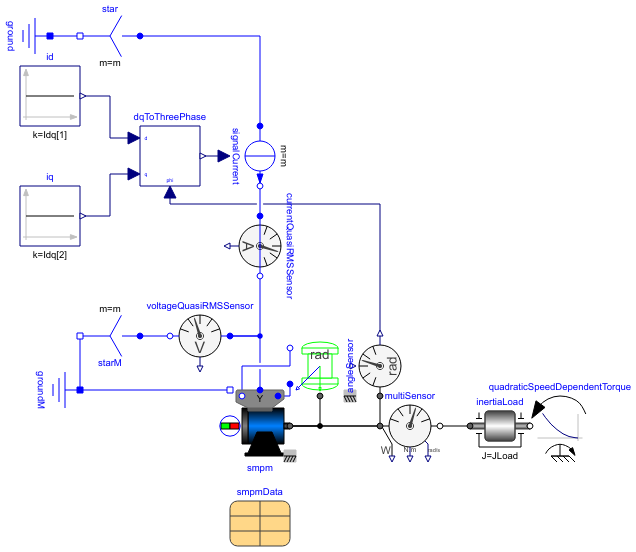 star
ground
m=m
id
k=Idq[1]
dqToThreePhase
d
q
phi
signalCurrent
m=m
iq
k=Idq[2]
currentQuasiRMSSensor
A
m=m
voltageQuasiRMSSensor
V
starM
groundM
rad
angleSensor
rad
multiSensor
W
N.m
rad/s
quadraticSpeedDependentTorque
inertiaLoad
J=JLoad
Y
smpm
smpmData